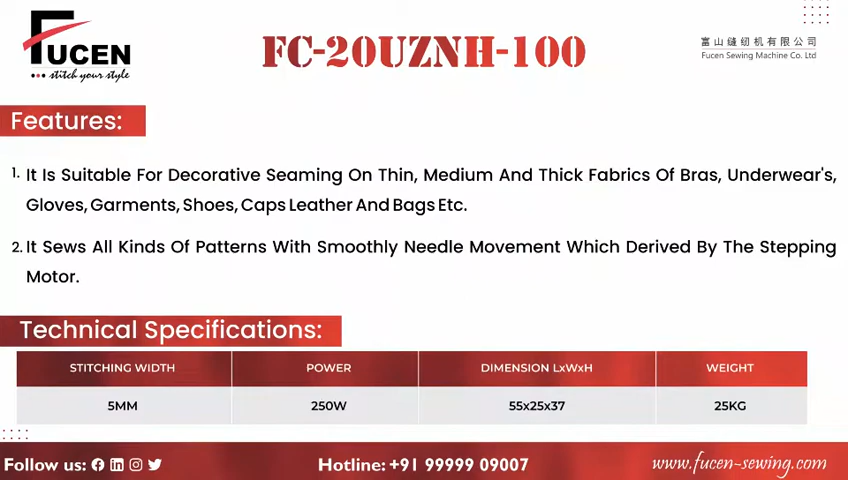 FUCEN
stitch your style
FC-20UZNH-100
富山缝纫机有限公司
Fucen Sewing Machine Co. Ltd
Features:
1. It Is Suitable For Decorative Seaming On Thin, Medium And Thick Fabrics Of Bras, Underwear's,
Gloves, Garments, Shoes, Caps Leather And Bags Etc.
2. It Sews All Kinds Of Patterns With Smoothly Needle Movement Which Derived By The Stepping
Motor.
Technical Specifications:
STITCHING WIDTH POWER DIMENSION LxWxH WEIGHT
5MM 250W 55x25x37 25KG
Follow us: Hotline: +91 99999 09007 www.fucen-sewing.com